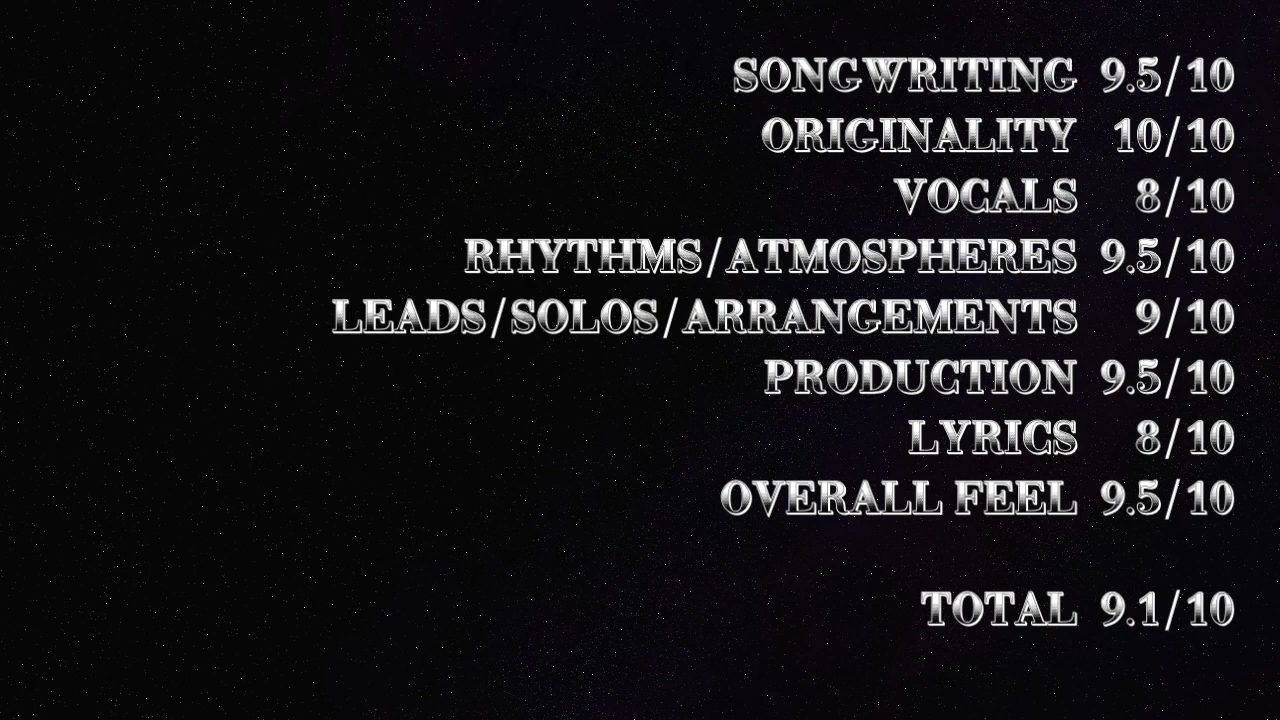 SONGWRITING 9.5/10
ORIGINALITY 10/10
VOCALS 8/10
RHYTHMS/ATMOSPHERES 9.5/10
LEADS/SOLOS/ARRANGEMENTS 9/10
PRODUCTION 9.5/10
LYRICS 8/10
OVERALL FEEL 9.5/10
TOTAL 9.1/10